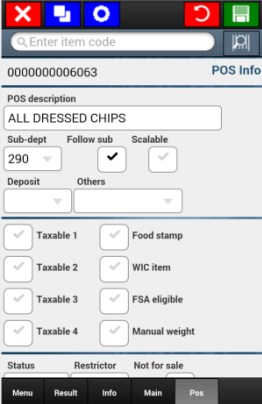 Enter item code
0000000006063 POS Info
POS description
ALL DRESSED CHIPS
Sub-dept Follow sub Scalable
290
Deposit Others
Taxable 1 Food stamp
Taxable 2 WIC item
Taxable 3 FSA eligible
Taxable 4 Manual weight
Status Restrictor Not for sale
Menu Result Info Main Pos